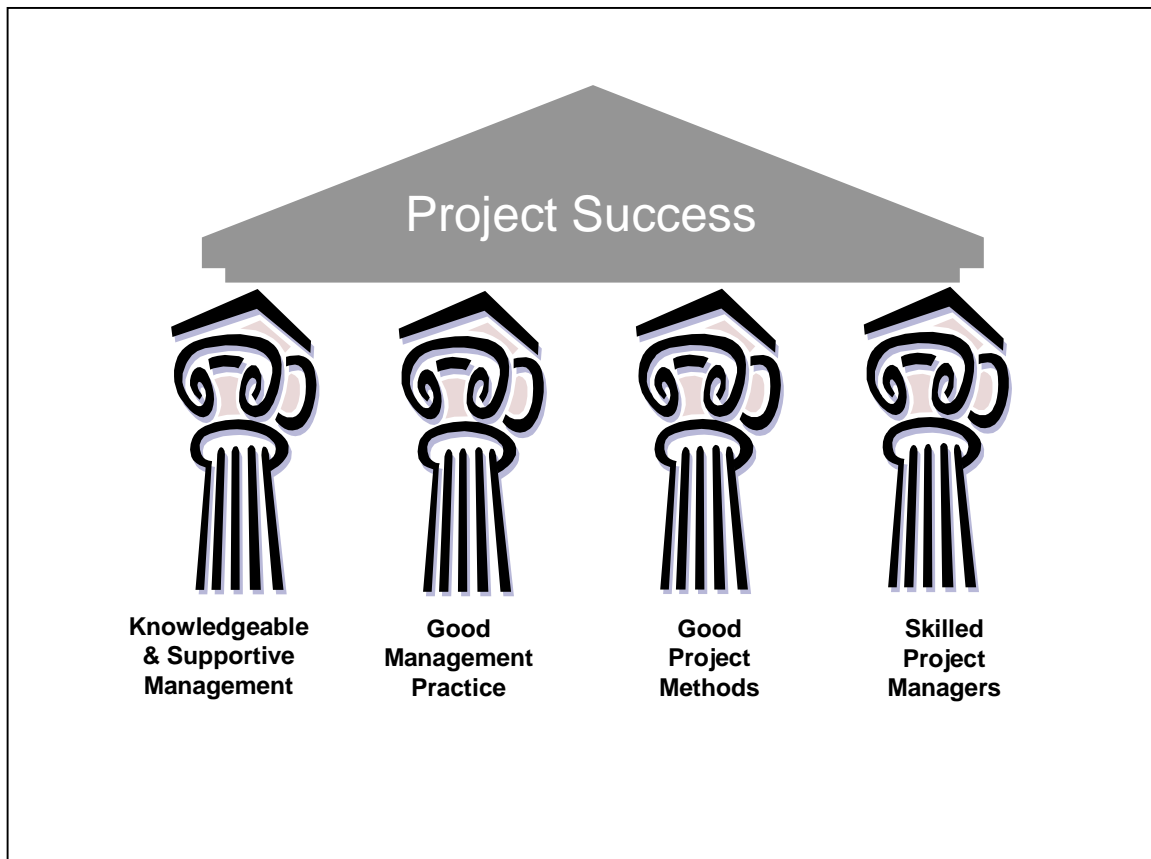 Project Success
Knowledgeable
& Supportive
Management
Good
Management
Practice
Good
Project
Methods
Skilled
Project
Managers